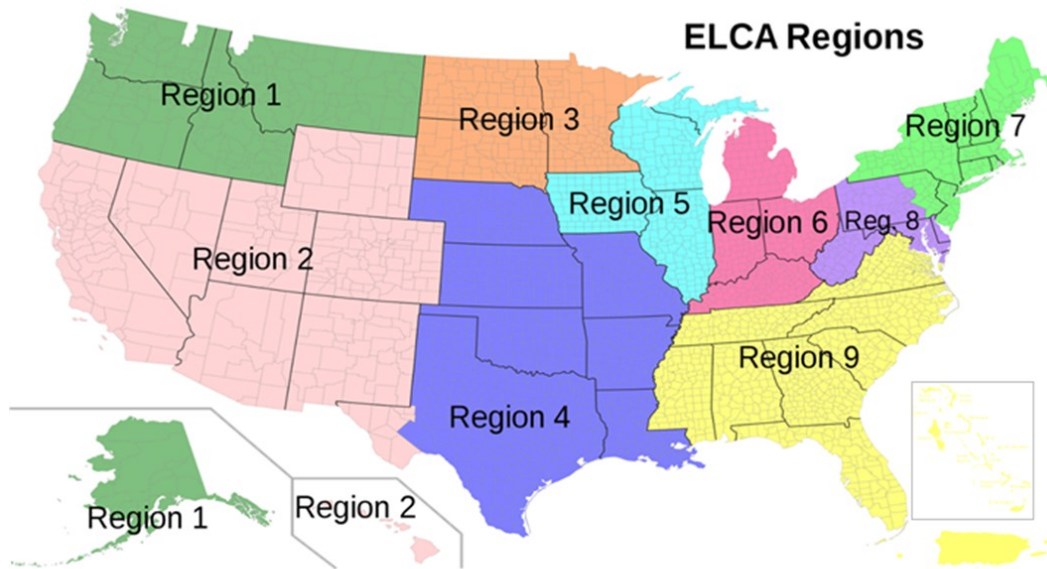 ELCA Regions
Region 1
Region 3
Region 7
Region 5
Region 6
Reg. 8
Region 2
Region 9
Region 4
Region 1
Region 2